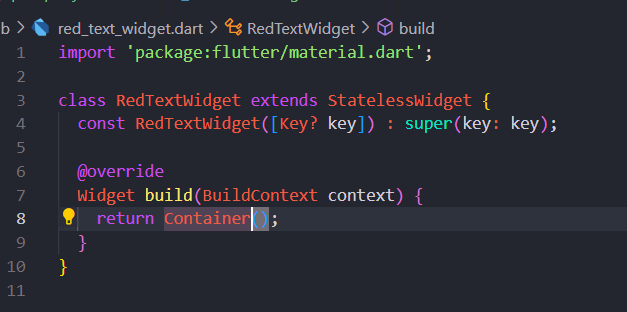 b > red_text_widget.dart > RedTextWidget > build
1 import 'package:flutter/material.dart';
2
3 class RedTextWidget extends StatelessWidget {
4 const RedTextWidget([Key? key]) : super(key: key);
5
6 @override
7 Widget build(BuildContext context) {
8 return Container();
9 }
10 }
11